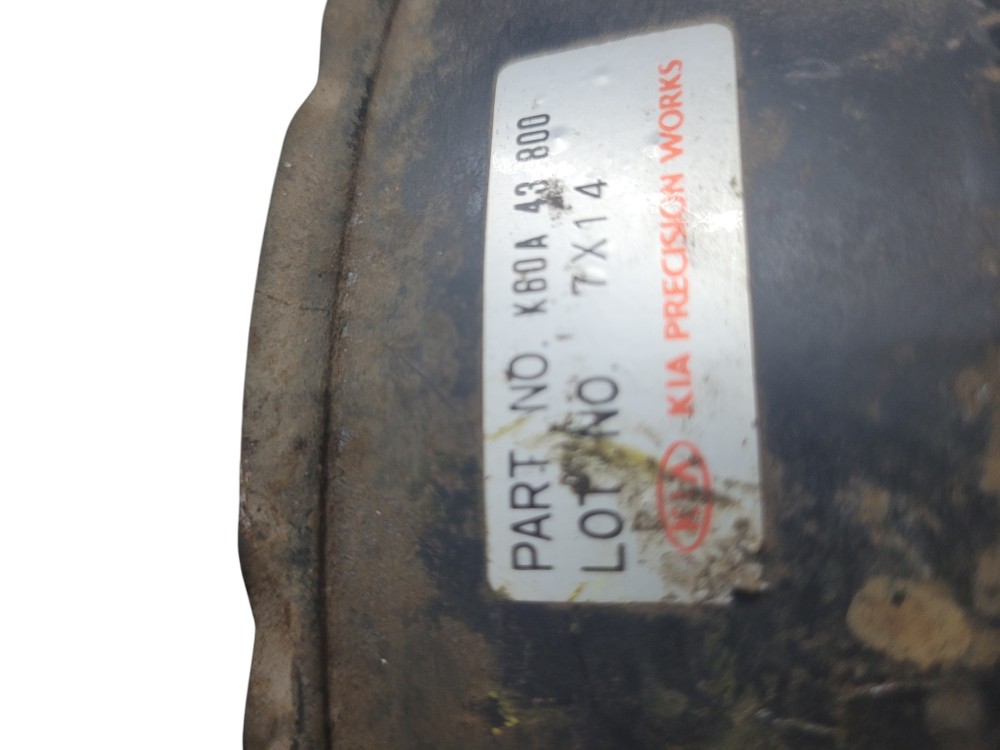 PART NO. K60A 43 800
LOT NO. 7X14
KIA KIA PRECISION WORKS